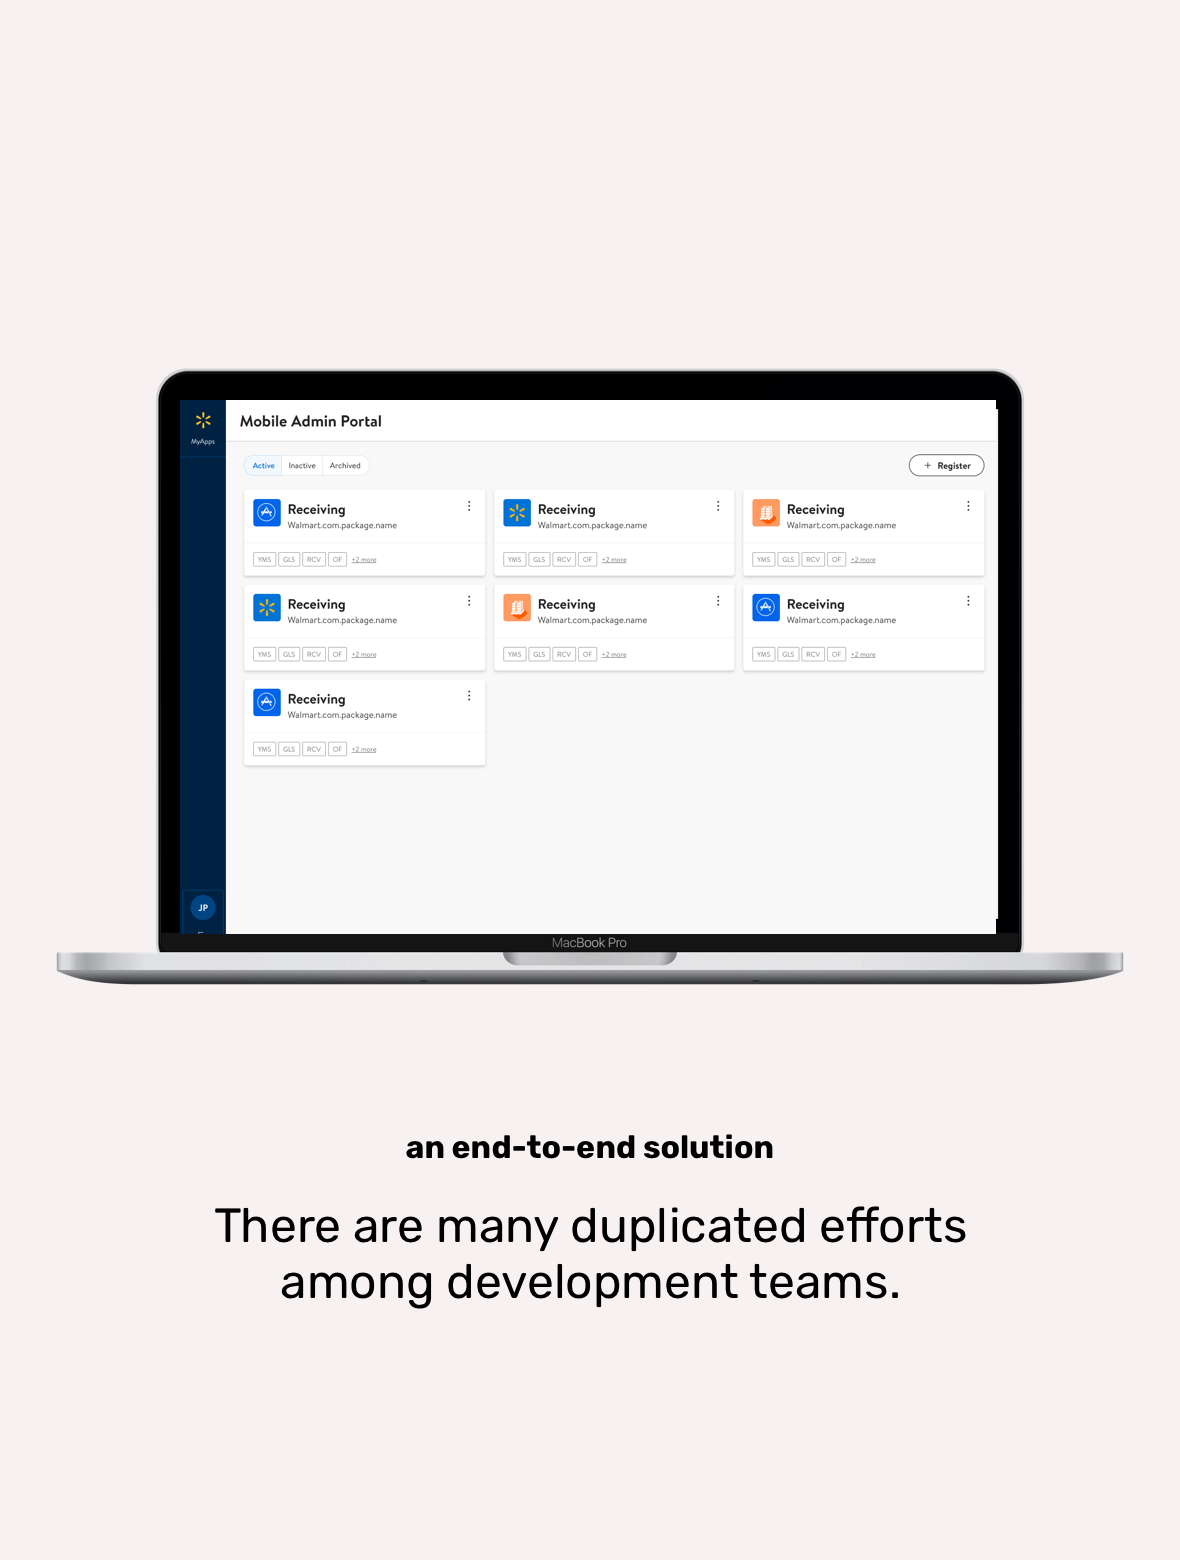 Mobile Admin Portal
MyApps
Active Inactive Archived
+ Register
Receiving
Walmart.com.package.name
YMS GLS RCV OF +2 more
Receiving
Walmart.com.package.name
YMS GLS RCV OF +2 more
Receiving
Walmart.com.package.name
YMS GLS RCV OF +2 more
Receiving
Walmart.com.package.name
YMS GLS RCV OF +2 more
Receiving
Walmart.com.package.name
YMS GLS RCV OF +2 more
Receiving
Walmart.com.package.name
YMS GLS RCV OF +2 more
Receiving
Walmart.com.package.name
YMS GLS RCV OF +2 more
JP
MacBook Pro
an end-to-end solution
There are many duplicated efforts
among development teams.